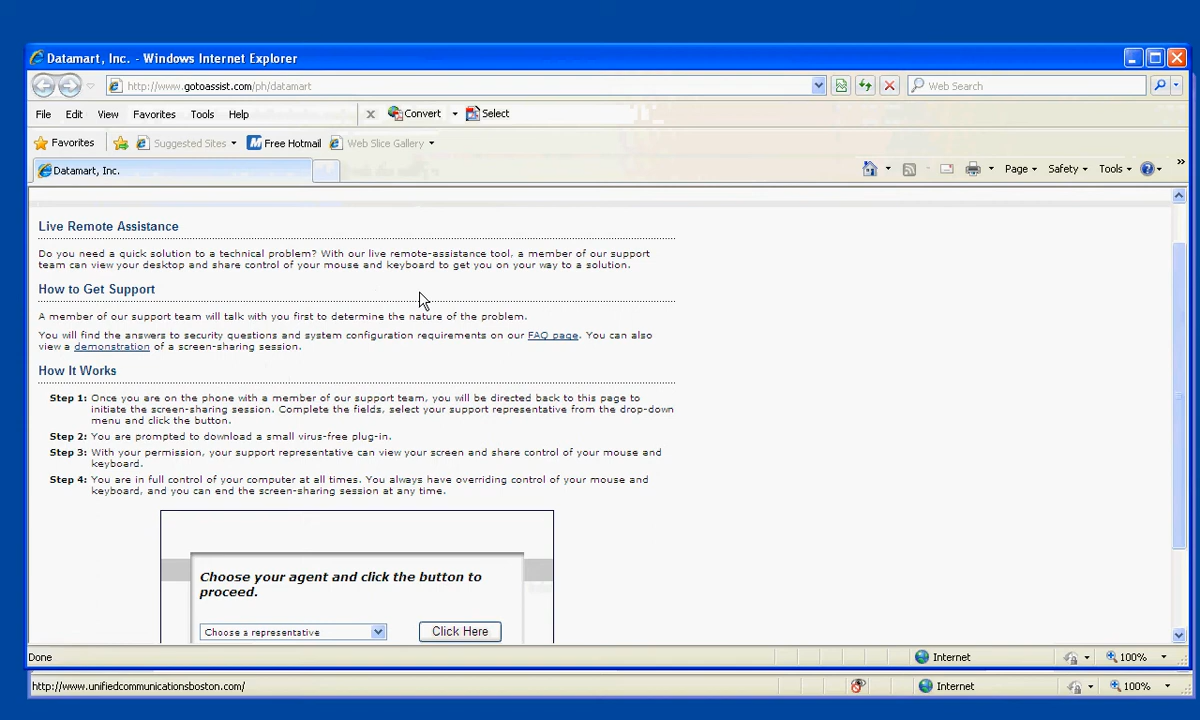 Datamart, Inc. - Windows Internet Explorer
http://www.gotoassist.com/ph/datamart
Web Search
File Edit View Favorites Tools Help
Convert Select
Favorites Suggested Sites Free Hotmail Web Slice Gallery
Datamart, Inc.
Page Safety Tools
Live Remote Assistance
Do you need a quick solution to a technical problem? With our live remote-assistance tool, a member of our support
team can view your desktop and share control of your mouse and keyboard to get you on your way to a solution.
How to Get Support
A member of our support team will talk with you first to determine the nature of the problem.
You will find the answers to security questions and system configuration requirements on our FAQ page. You can also
view a demonstration of a screen-sharing session.
How It Works
Step 1: Once you are on the phone with a member of our support team, you will be directed back to this page to
initiate the screen-sharing session. Complete the fields, select your support representative from the drop-down
menu and click the button.
Step 2: You are prompted to download a small virus-free plug-in.
Step 3: With your permission, your support representative can view your screen and share control of your mouse and
keyboard.
Step 4: You are in full control of your computer at all times. You always have overriding control of your mouse and
keyboard, and you can end the screen-sharing session at any time.
Choose your agent and click the button to
proceed.
Choose a representative Click Here
Done Internet 100%
http://www.unifiedcommunicationsboston.com/ Internet 100%